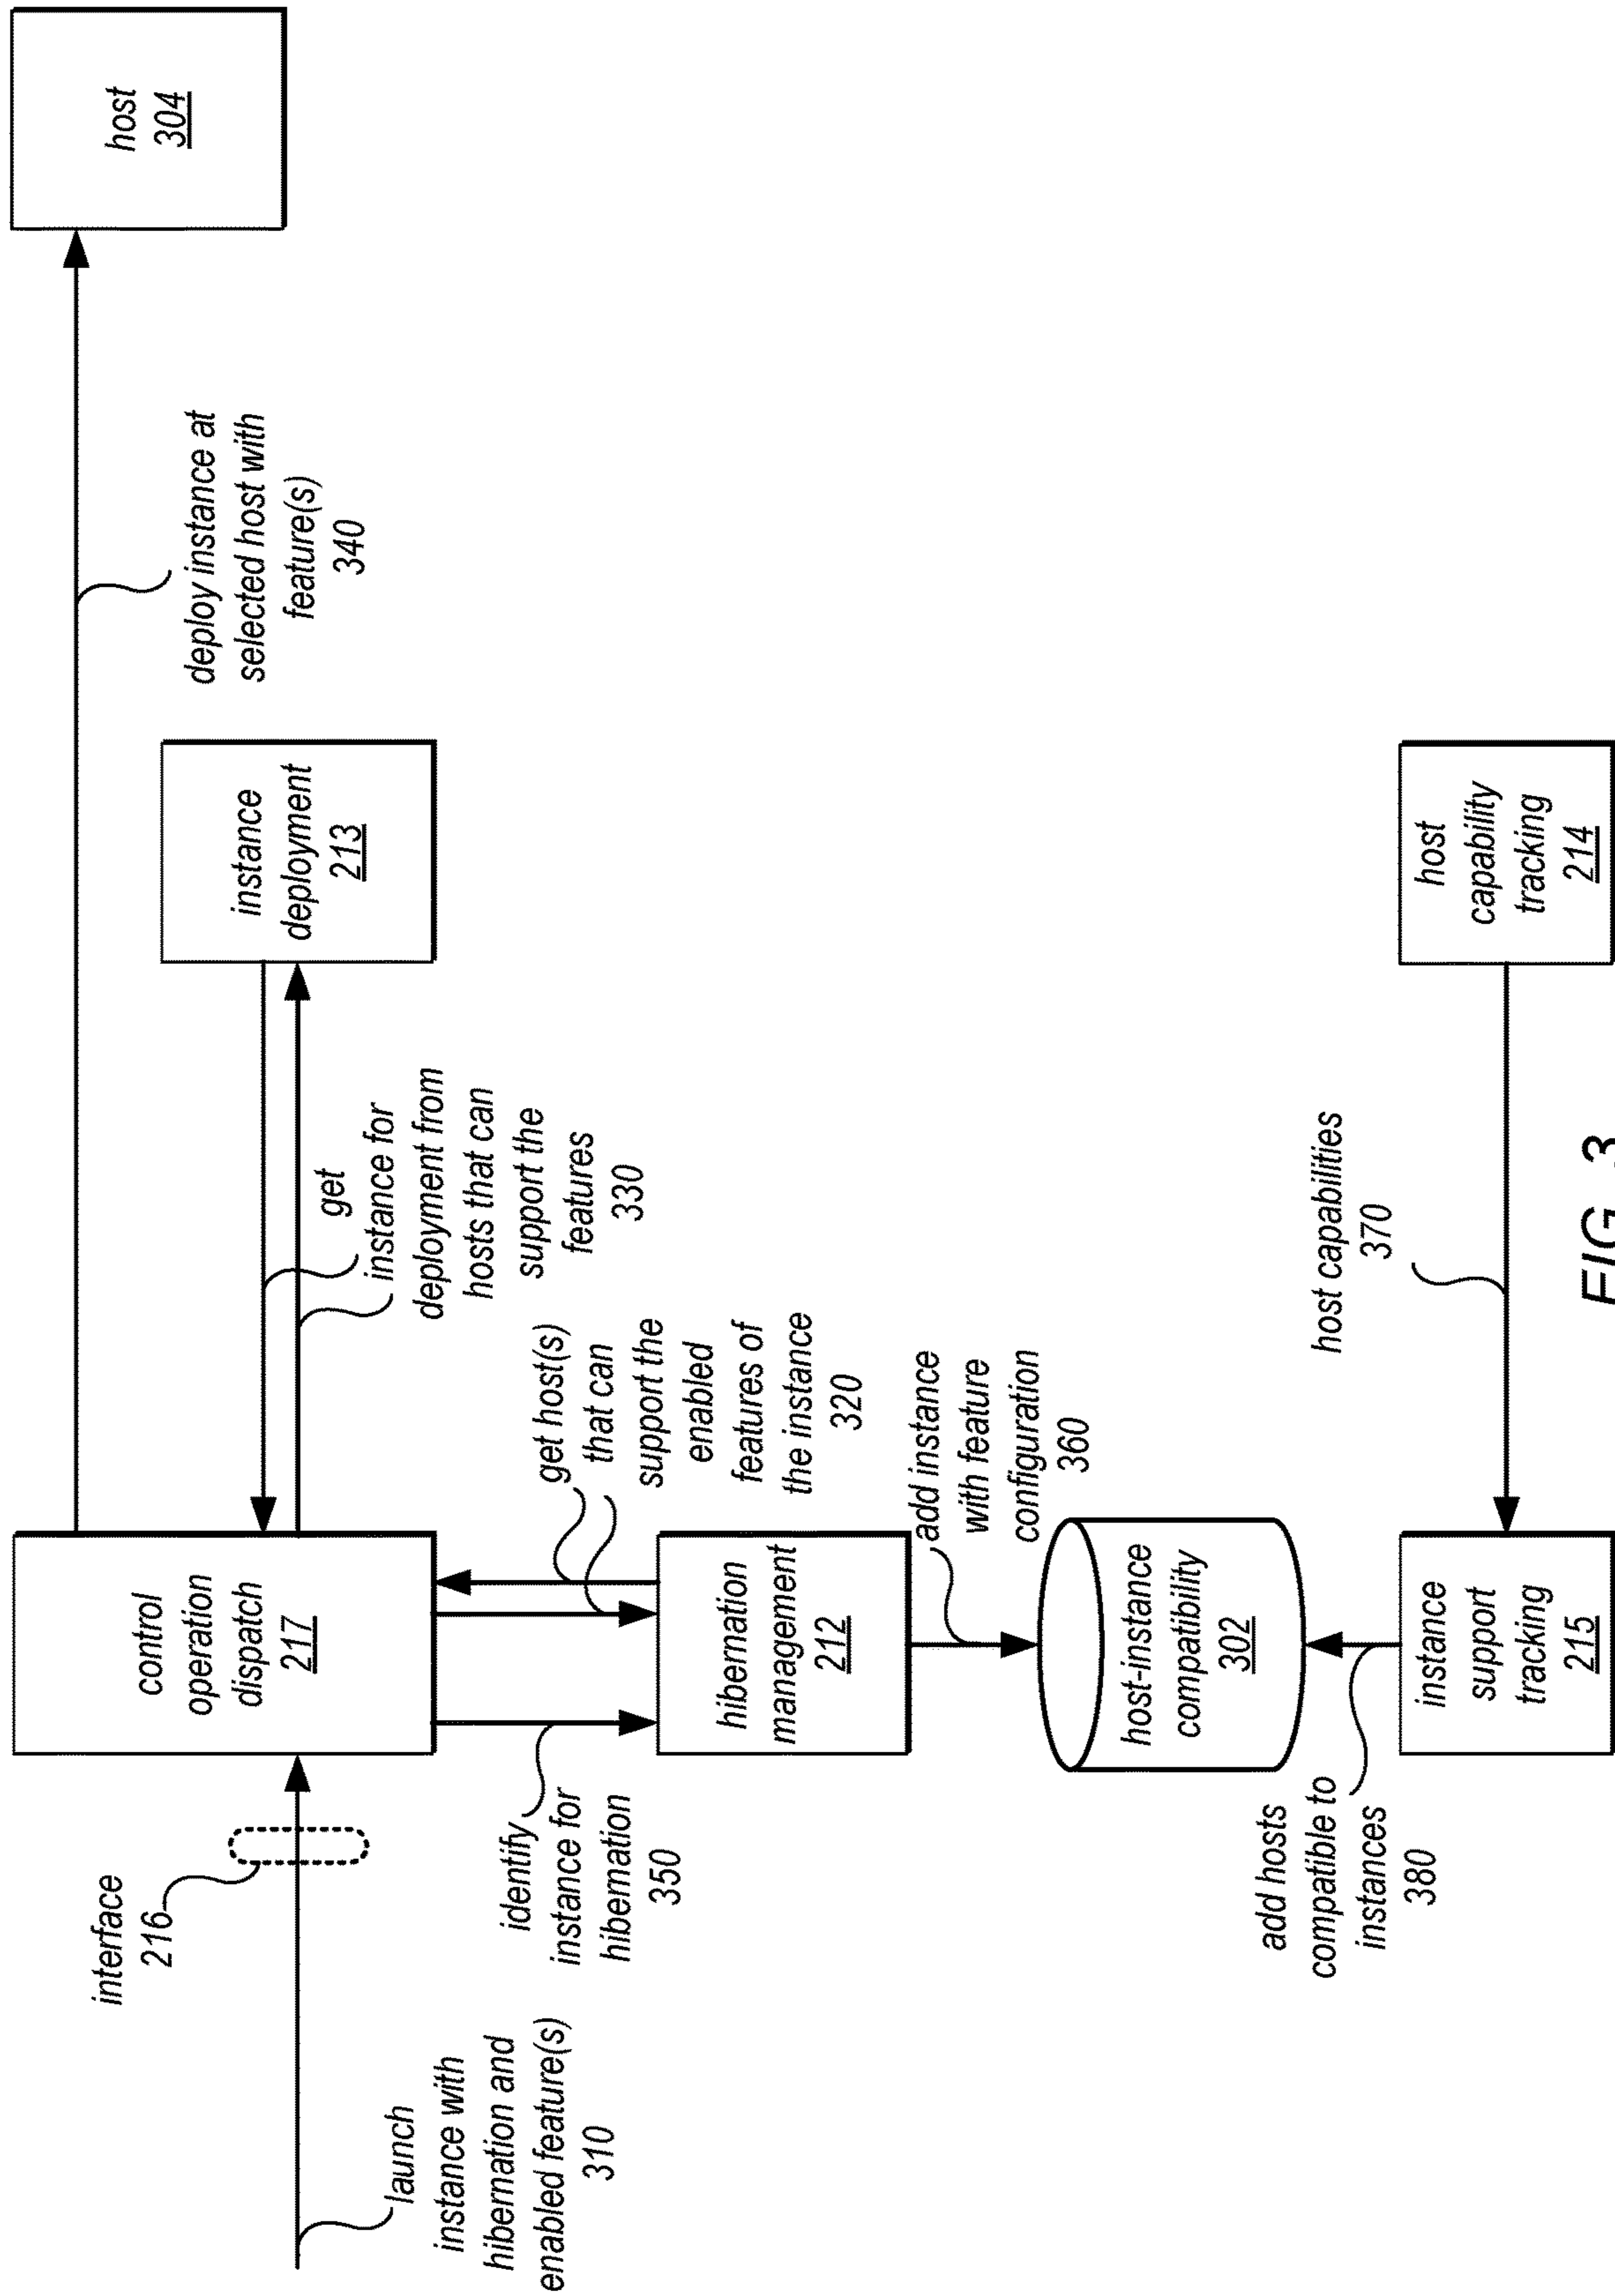 host
304
deploy instance at
selected host with
feature(s)
340
instance
deployment
213
get
instance for
deployment from
hosts that can
support the
features
330
control
operation
dispatch
217
interface
216
launch
instance with
hibernation and
enabled feature(s)
310
get host(s)
that can
support the
enabled
features of
the instance
320
identify
instance for
hibernation
350
hibernation
management
212
add instance
with feature
configuration
360
host-instance
compatibility
302
add hosts
compatible to
instances
380
instance
support
tracking
215
host capabilities
370
host
capability
tracking
214
FIG. 3